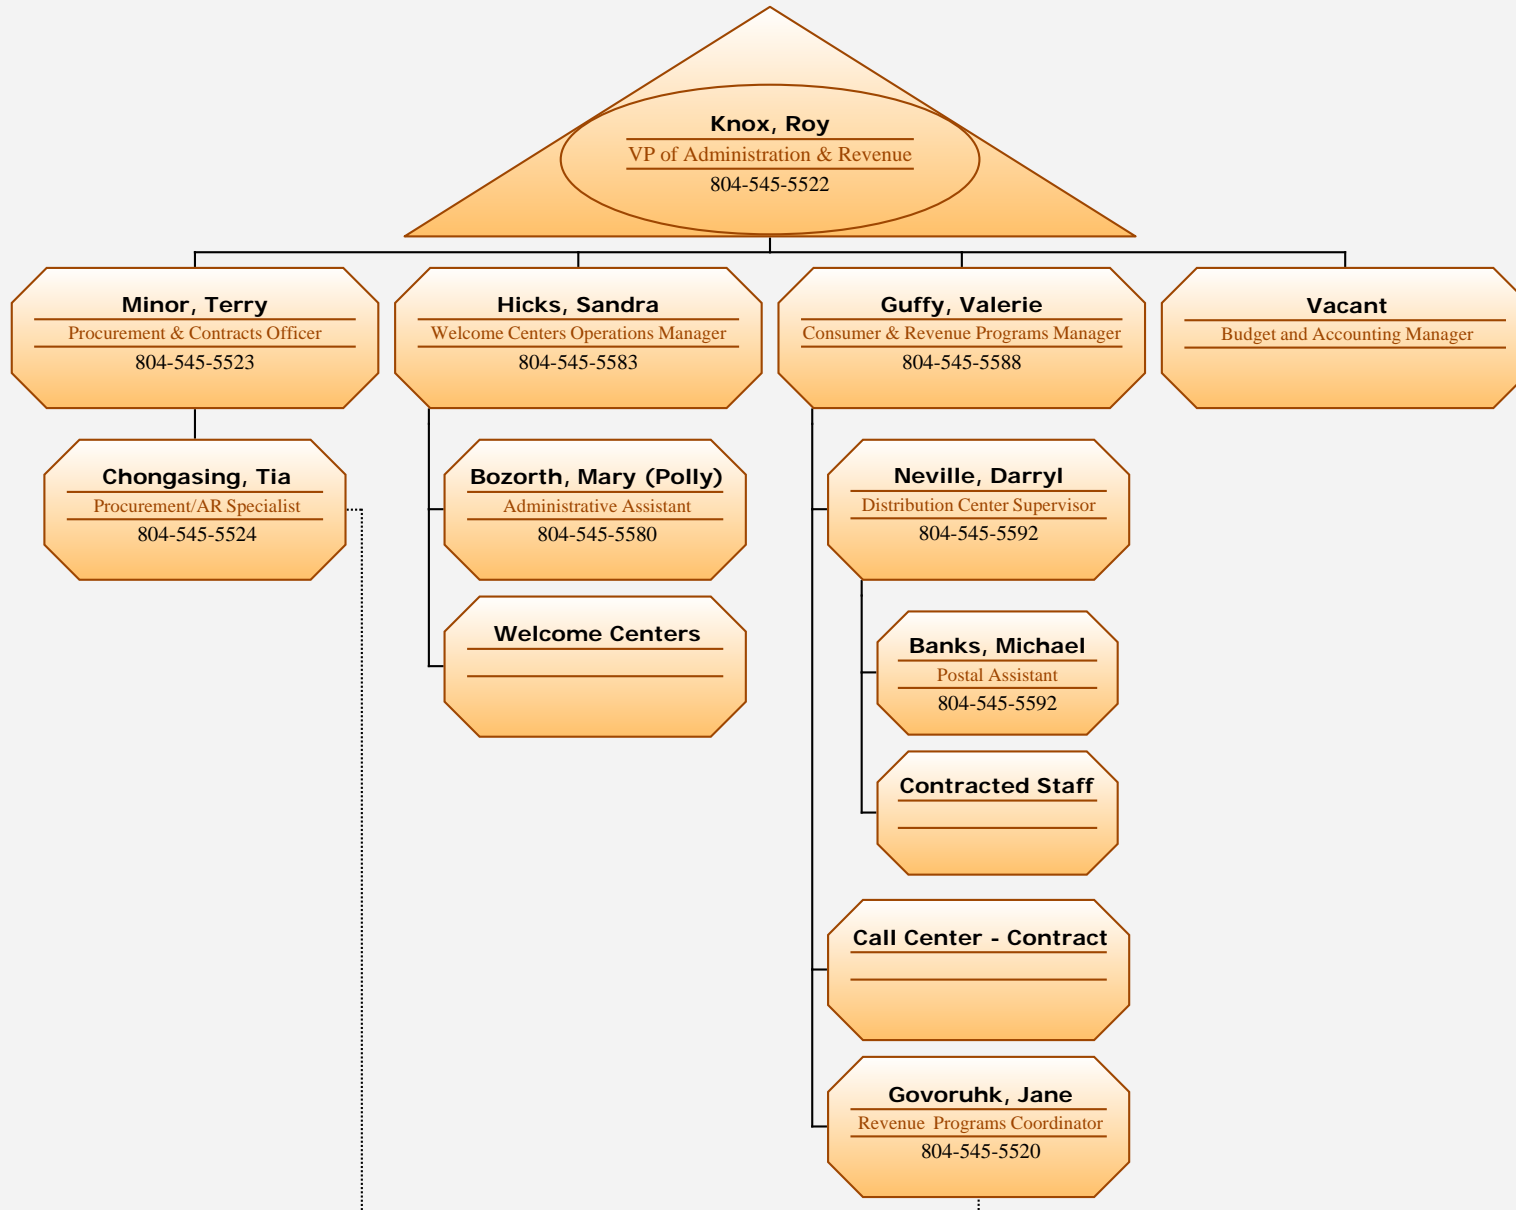 Knox, Roy
VP of Administration & Revenue
804-545-5522
Minor, Terry
Procurement & Contracts Officer
804-545-5523
Hicks, Sandra
Welcome Centers Operations Manager
804-545-5583
Guffy, Valerie
Consumer & Revenue Programs Manager
804-545-5588
Vacant
Budget and Accounting Manager
Chongasing, Tia
Procurement/AR Specialist
804-545-5524
Bozorth, Mary (Polly)
Administrative Assistant
804-545-5580
Welcome Centers
Neville, Darryl
Distribution Center Supervisor
804-545-5592
Banks, Michael
Postal Assistant
804-545-5592
Contracted Staff
Call Center - Contract
Govoruhk, Jane
Revenue Programs Coordinator
804-545-5520